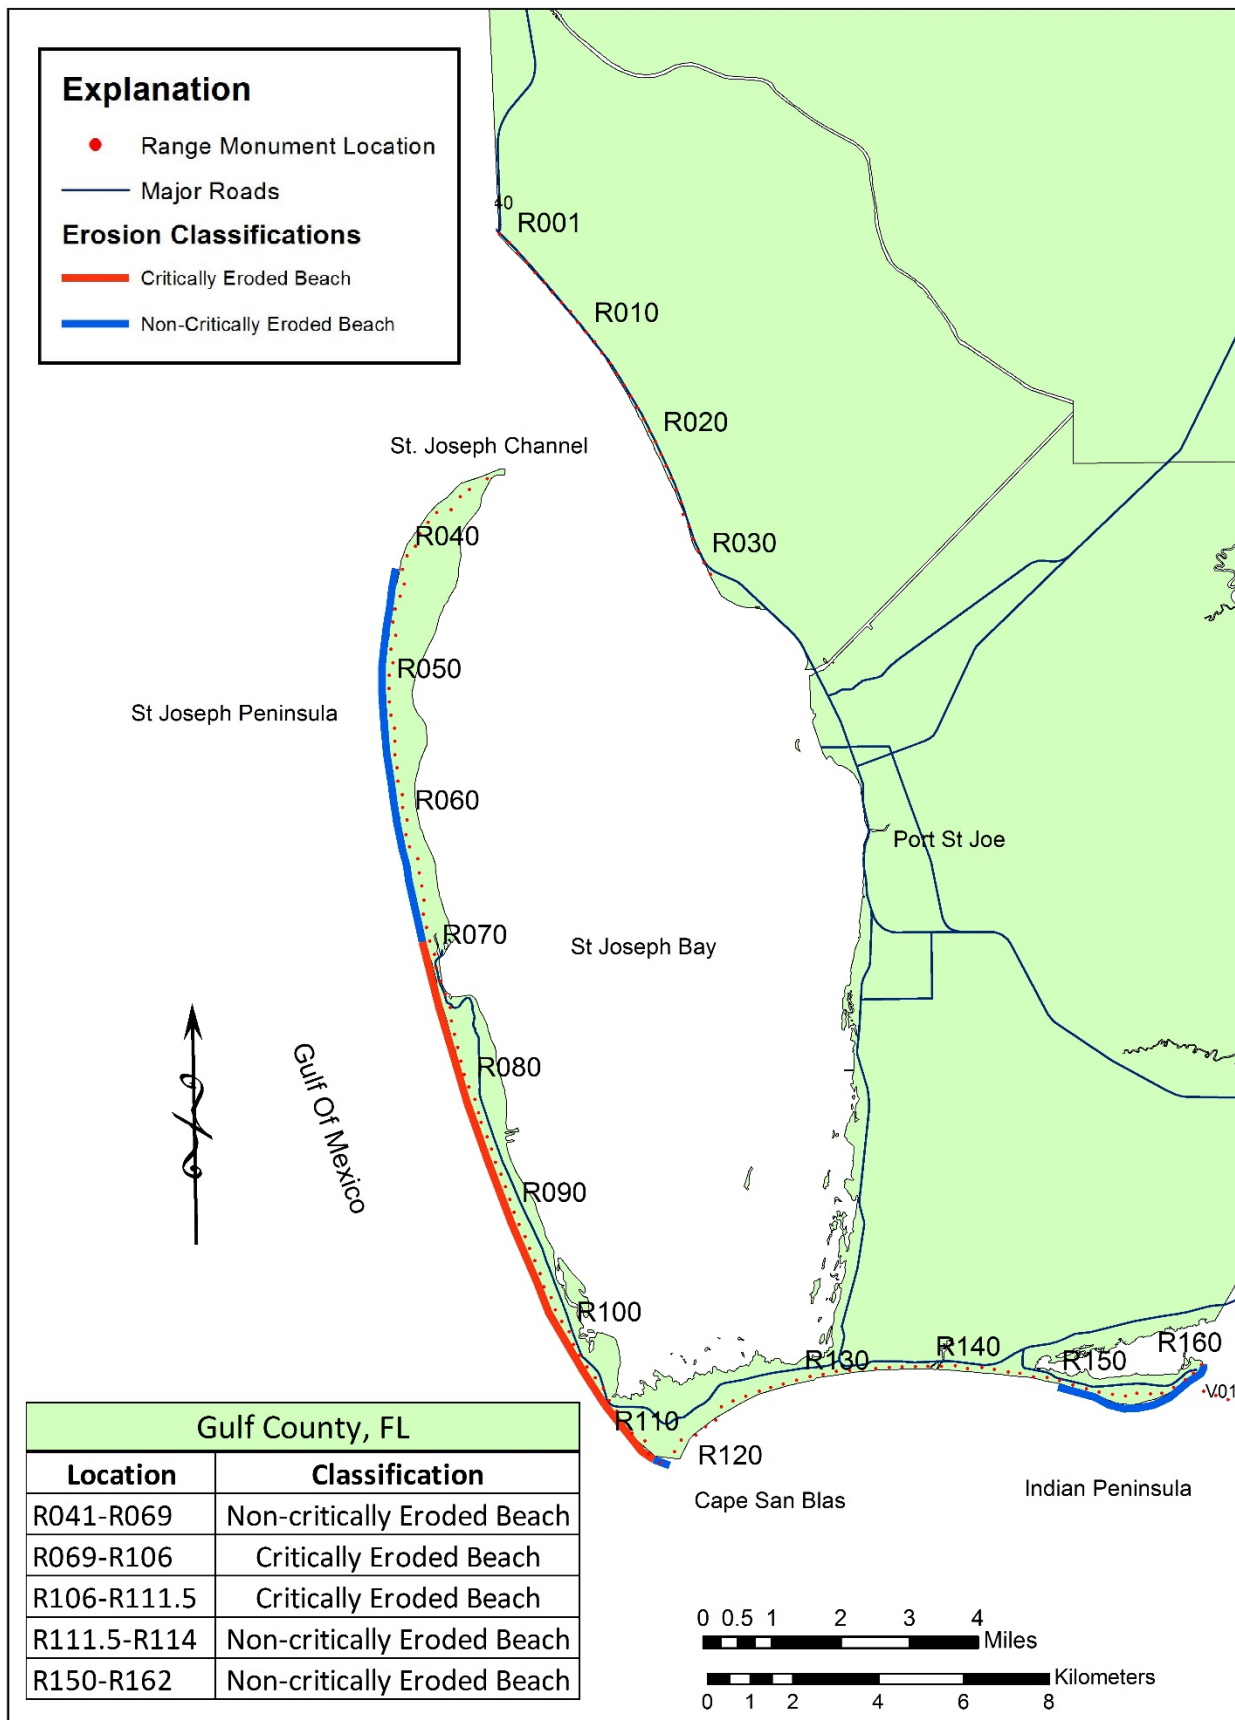 Explanation
Range Monument Location
Major Roads
Erosion Classifications
Critically Eroded Beach
Non-Critically Eroded Beach
40
R001
R010
R020
St. Joseph Channel
R040
R030
R050
St Joseph Peninsula
R060
Port St Joe
R070
St Joseph Bay
R080
Gulf Of Mexico
R090
R100
R130
R140
R150
R160
V01
R110
R120
Cape San Blas
Indian Peninsula
Gulf County, FL
Location Classification
R041-R069 Non-critically Eroded Beach
R069-R106 Critically Eroded Beach
R106-R111.5 Critically Eroded Beach
R111.5-R114 Non-critically Eroded Beach
R150-R162 Non-critically Eroded Beach
0 0.5 1 2 3 4
Miles
Kilometers
0 1 2 4 6 8